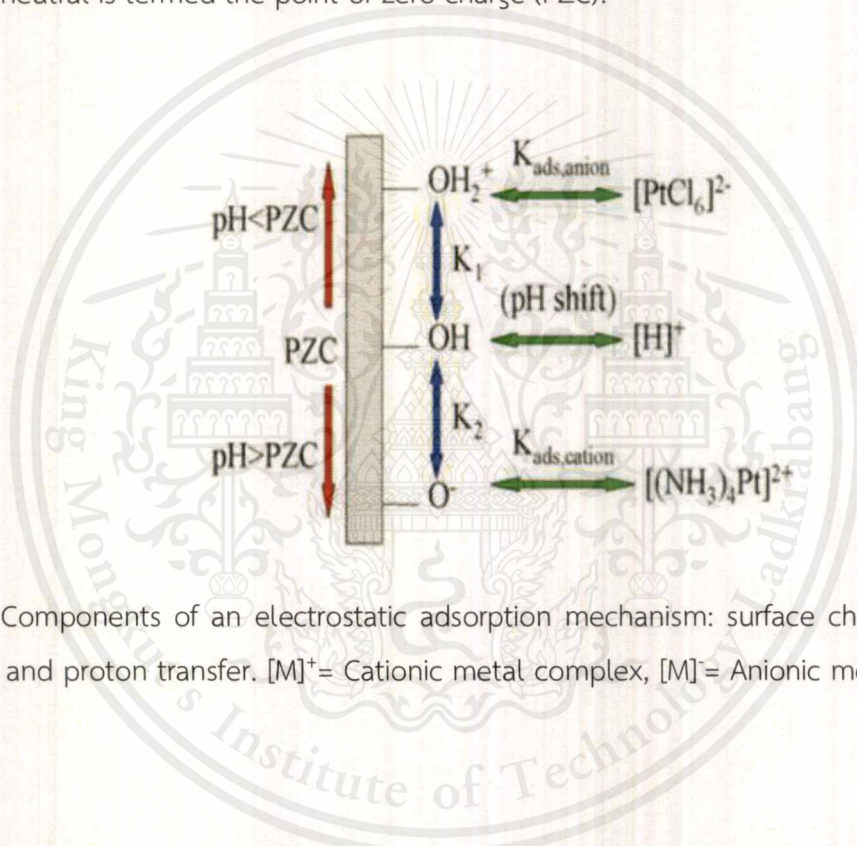 neutral is termed the point of zero charge (PZC).
OH₂⁺ K ads,anion [PtCl₆]²⁻
pH<PZC
K₁
(pH shift)
PZC OH [H]⁺
K₂
pH>PZC K ads,cation
O⁻ [(NH₃)₄Pt]²⁺
Components of an electrostatic adsorption mechanism: surface ch
and proton transfer. [M]⁺= Cationic metal complex, [M]⁻= Anionic m
King Mongkut's Institute of Technology Ladkrabang